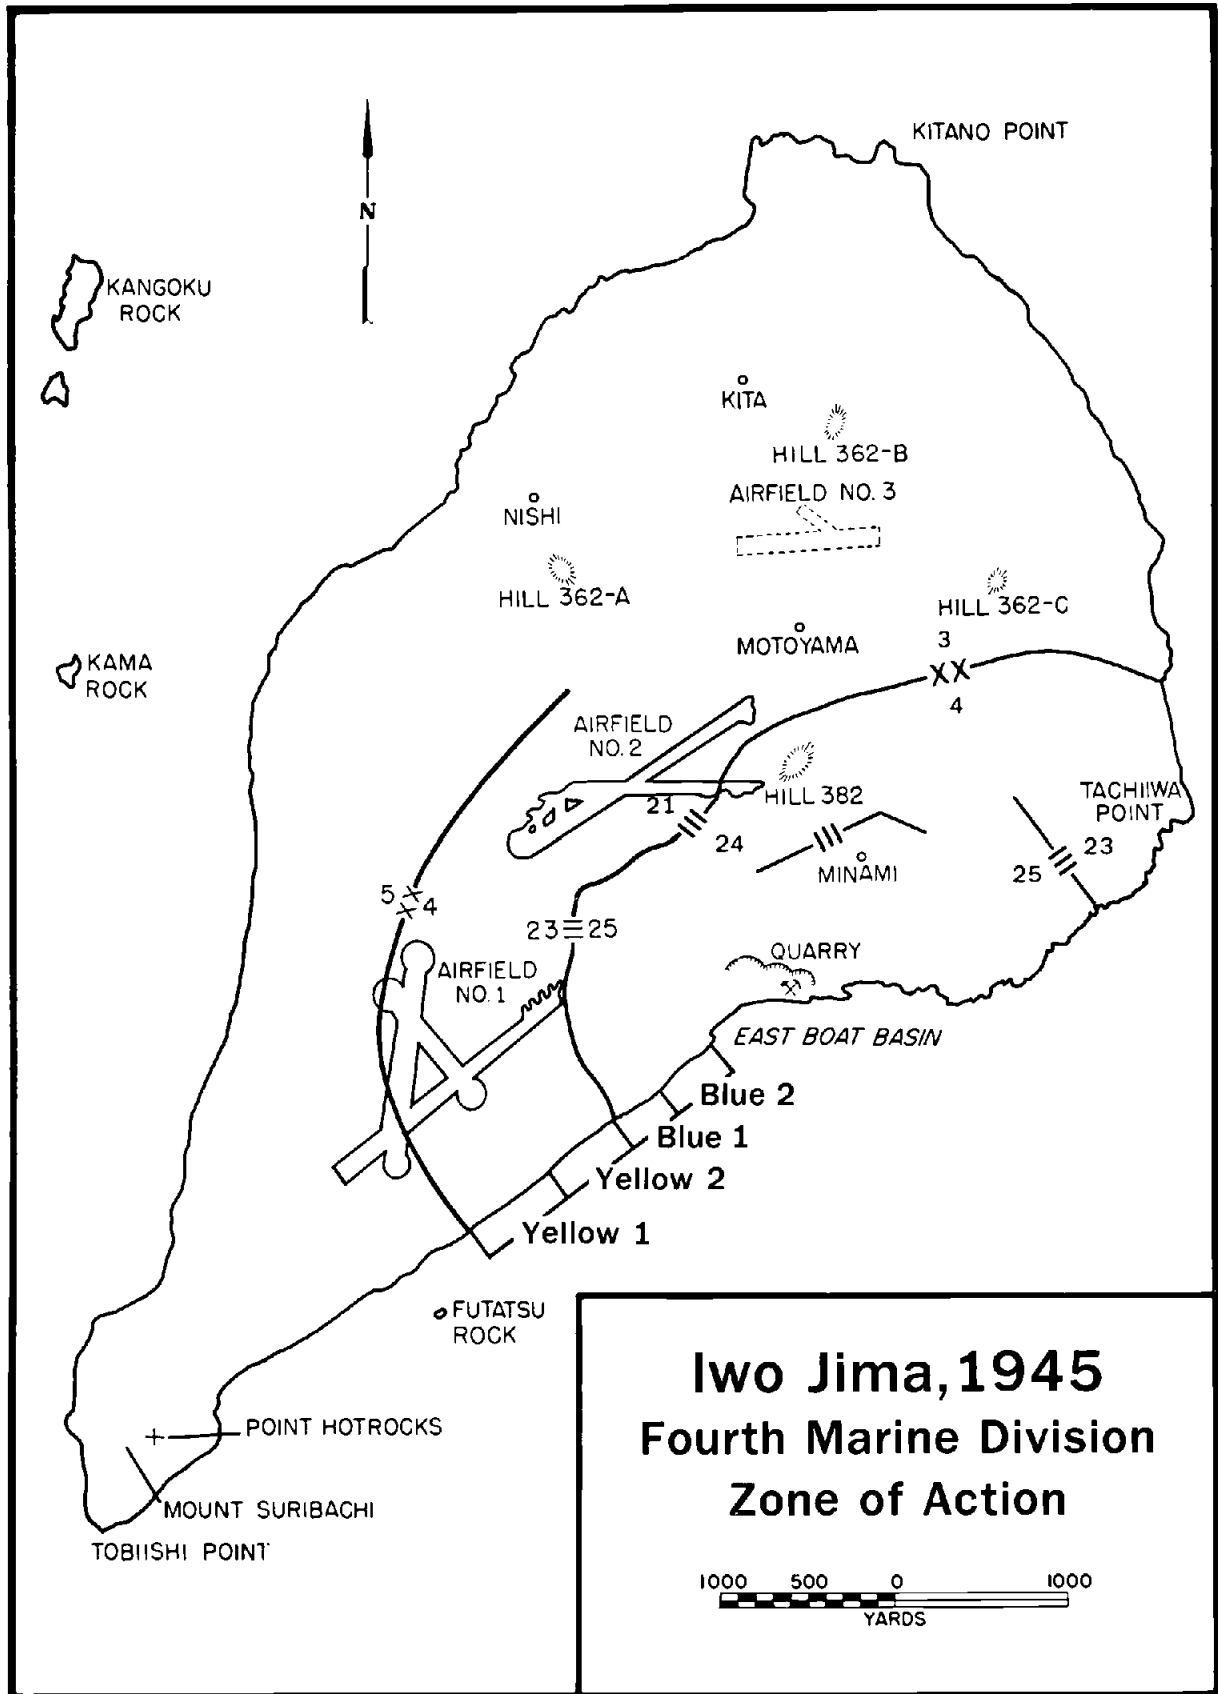 KITANO POINT
N
KANGOKU
ROCK
KITA
HILL 362-B
AIRFIELD NO. 3
NISHI
HILL 362-A
HILL 362-C
MOTOYAMA
3
4
KAMA
ROCK
AIRFIELD
NO. 2
HILL 382
21
24
TACHIIWA
POINT
23
25
MINAMI
5
4
23
25
AIRFIELD
NO. 1
QUARRY
EAST BOAT BASIN
Blue 2
Blue 1
Yellow 2
Yellow 1
FUTATSU
ROCK
POINT HOTROCKS
MOUNT SURIBACHI
TOBIISHI POINT
Iwo Jima, 1945
Fourth Marine Division
Zone of Action
1000 500 0 1000
YARDS